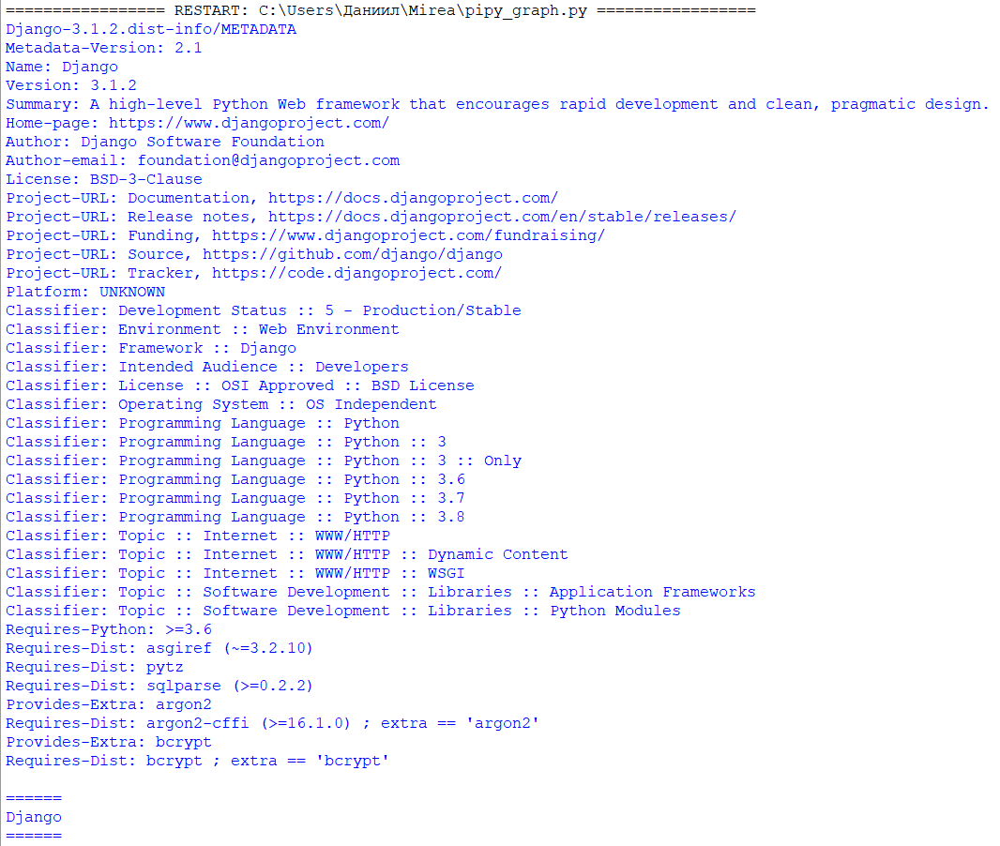 ================= RESTART: C:\Users\Даниил\Mirea\pipy_graph.py =================
Django-3.1.2.dist-info/METADATA
Metadata-Version: 2.1
Name: Django
Version: 3.1.2
Summary: A high-level Python Web framework that encourages rapid development and clean, pragmatic design.
Home-page: https://www.djangoproject.com/
Author: Django Software Foundation
Author-email: foundation@djangoproject.com
License: BSD-3-Clause
Project-URL: Documentation, https://docs.djangoproject.com/
Project-URL: Release notes, https://docs.djangoproject.com/en/stable/releases/
Project-URL: Funding, https://www.djangoproject.com/fundraising/
Project-URL: Source, https://github.com/django/django
Project-URL: Tracker, https://code.djangoproject.com/
Platform: UNKNOWN
Classifier: Development Status :: 5 - Production/Stable
Classifier: Environment :: Web Environment
Classifier: Framework :: Django
Classifier: Intended Audience :: Developers
Classifier: License :: OSI Approved :: BSD License
Classifier: Operating System :: OS Independent
Classifier: Programming Language :: Python
Classifier: Programming Language :: Python :: 3
Classifier: Programming Language :: Python :: 3 :: Only
Classifier: Programming Language :: Python :: 3.6
Classifier: Programming Language :: Python :: 3.7
Classifier: Programming Language :: Python :: 3.8
Classifier: Topic :: Internet :: WWW/HTTP
Classifier: Topic :: Internet :: WWW/HTTP :: Dynamic Content
Classifier: Topic :: Internet :: WWW/HTTP :: WSGI
Classifier: Topic :: Software Development :: Libraries :: Application Frameworks
Classifier: Topic :: Software Development :: Libraries :: Python Modules
Requires-Python: >=3.6
Requires-Dist: asgiref (~=3.2.10)
Requires-Dist: pytz
Requires-Dist: sqlparse (>=0.2.2)
Provides-Extra: argon2
Requires-Dist: argon2-cffi (>=16.1.0) ; extra == 'argon2'
Provides-Extra: bcrypt
Requires-Dist: bcrypt ; extra == 'bcrypt'

======
Django
======